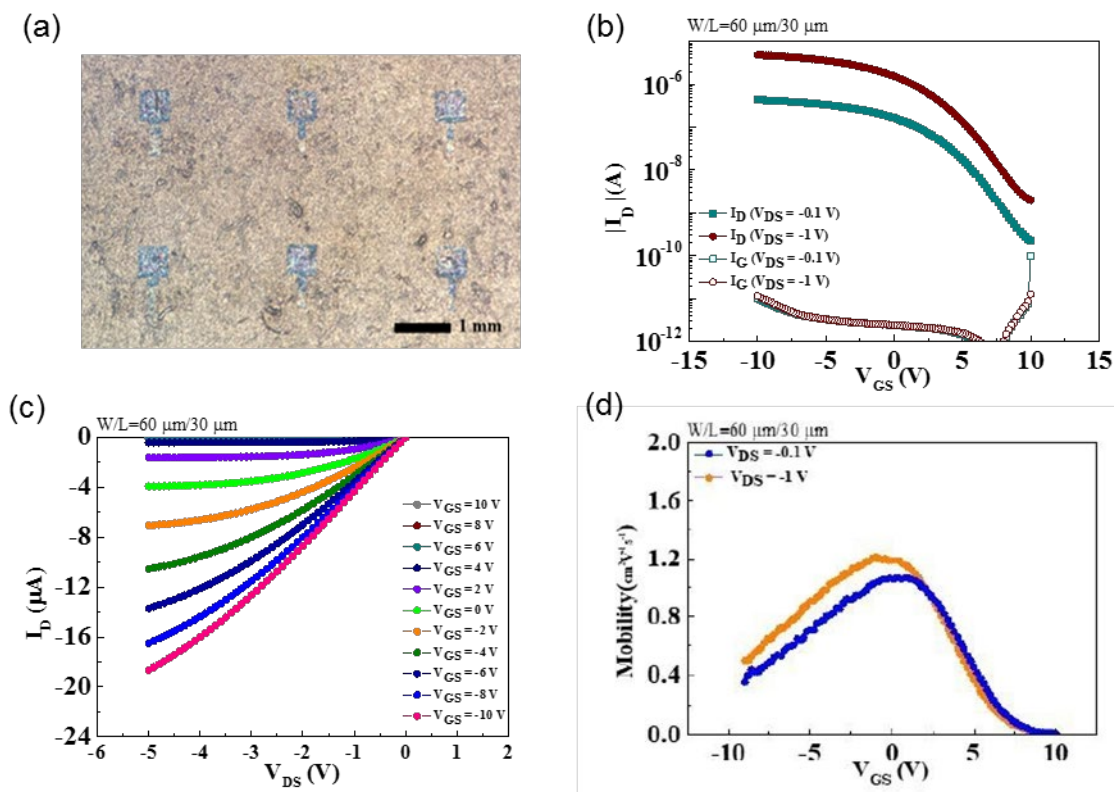 (a)
1 mm
(b)
W/L=60 μm/30 μm
|I_D|(A)
10⁻⁶
10⁻⁸
10⁻¹⁰
10⁻¹²
I_D (V_DS = -0.1 V)
I_D (V_DS = -1 V)
I_G (V_DS = -0.1 V)
I_G (V_DS = -1 V)
-15 -10 -5 0 5 10 15
V_GS (V)
(c)
W/L=60 μm/30 μm
I_D (μA)
0
-4
-8
-12
-16
-20
-24
V_GS = 10 V
V_GS = 8 V
V_GS = 6 V
V_GS = 4 V
V_GS = 2 V
V_GS = 0 V
V_GS = -2 V
V_GS = -4 V
V_GS = -6 V
V_GS = -8 V
V_GS = -10 V
-6 -5 -4 -3 -2 -1 0 1 2
V_DS (V)
(d)
W/L=60 μm/30 μm
Mobility(cm²V⁻¹s⁻¹)
2.0
1.6
1.2
0.8
0.4
0.0
V_DS = -0.1 V
V_DS = -1 V
-10 -5 0 5 10
V_GS (V)